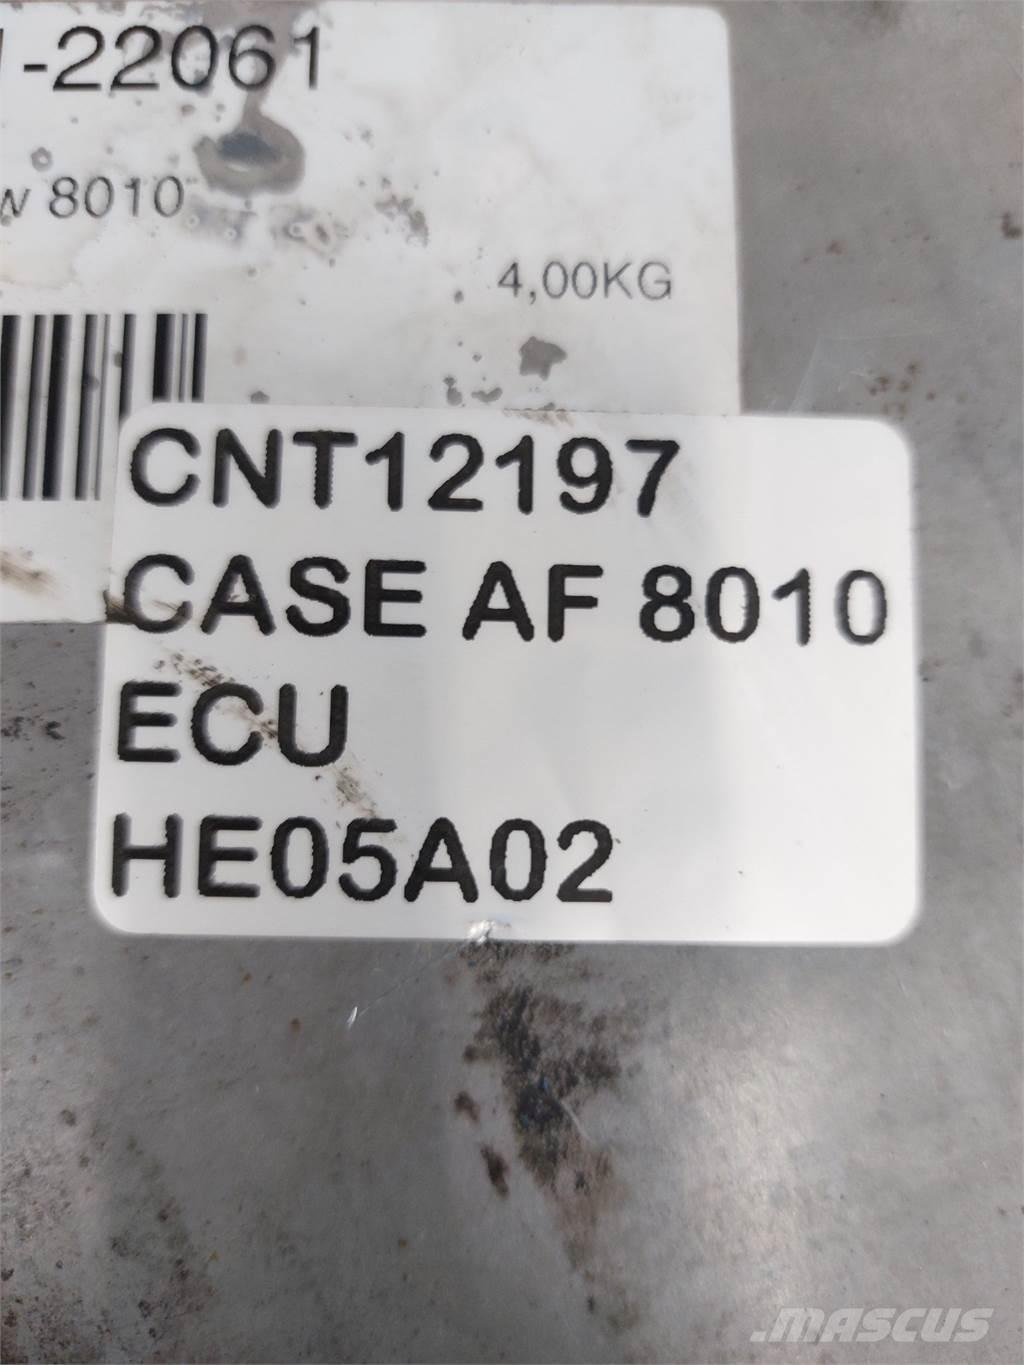 -22061
8010
4,00KG
CNT12197
CASE AF 8010
ECU
HE05A02
MASCUS